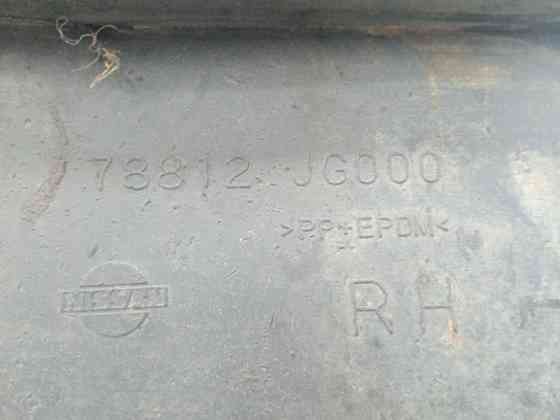 78812 JG000
>PP+EPDM<
NISSAN
RH